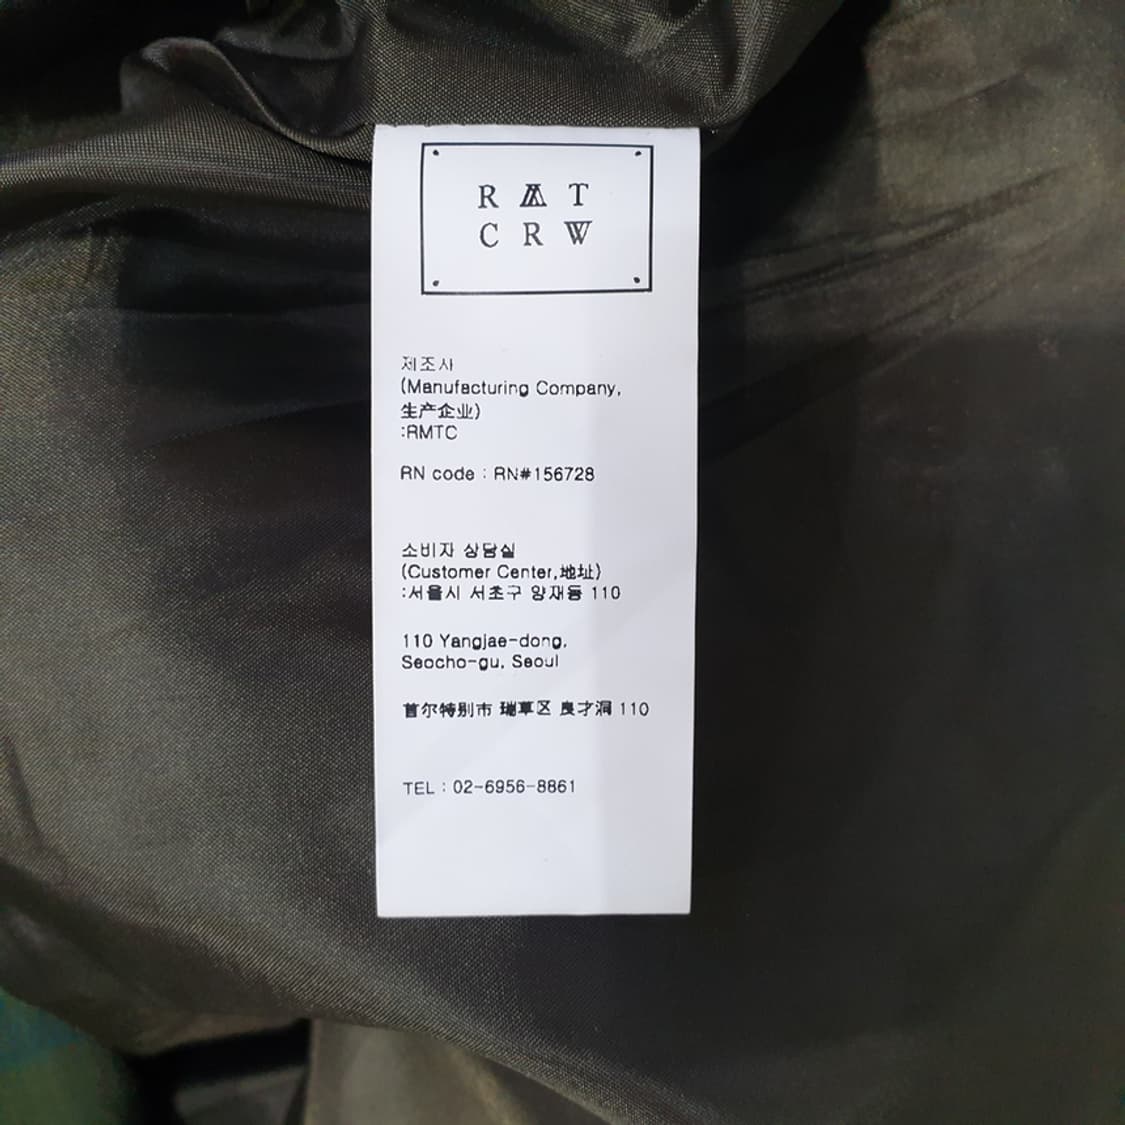 R M T
C R W
제조사
(Manufacturing Company,
生产企业)
:RMTC
RN code : RN#156728
소비자 상담실
(Customer Center,地址)
:서울시 서초구 양재동 110
110 Yangjae-dong,
Seocho-gu, Seoul
首尔特别市 瑞草区 良才洞 110
TEL : 02-6956-8861